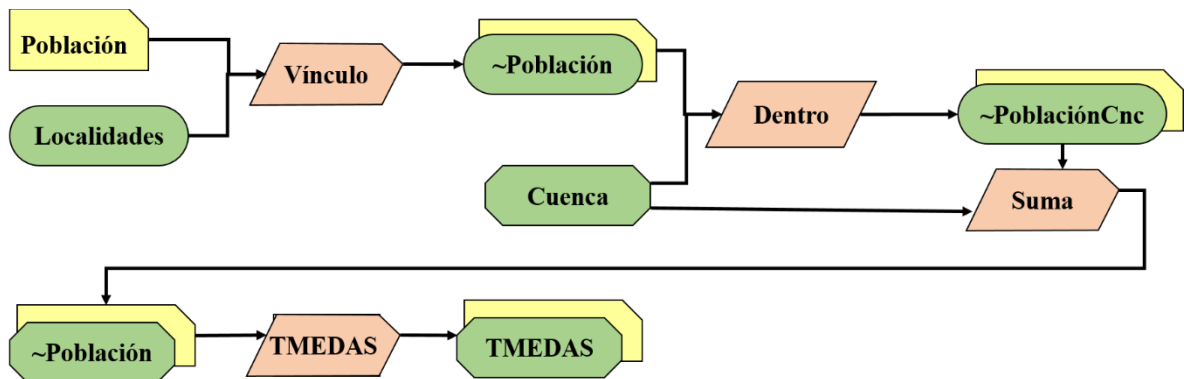 Población
Vínculo
~Población
Localidades
Dentro
~PoblaciónCnc
Cuenca
Suma
~Población
TMEDAS
TMEDAS